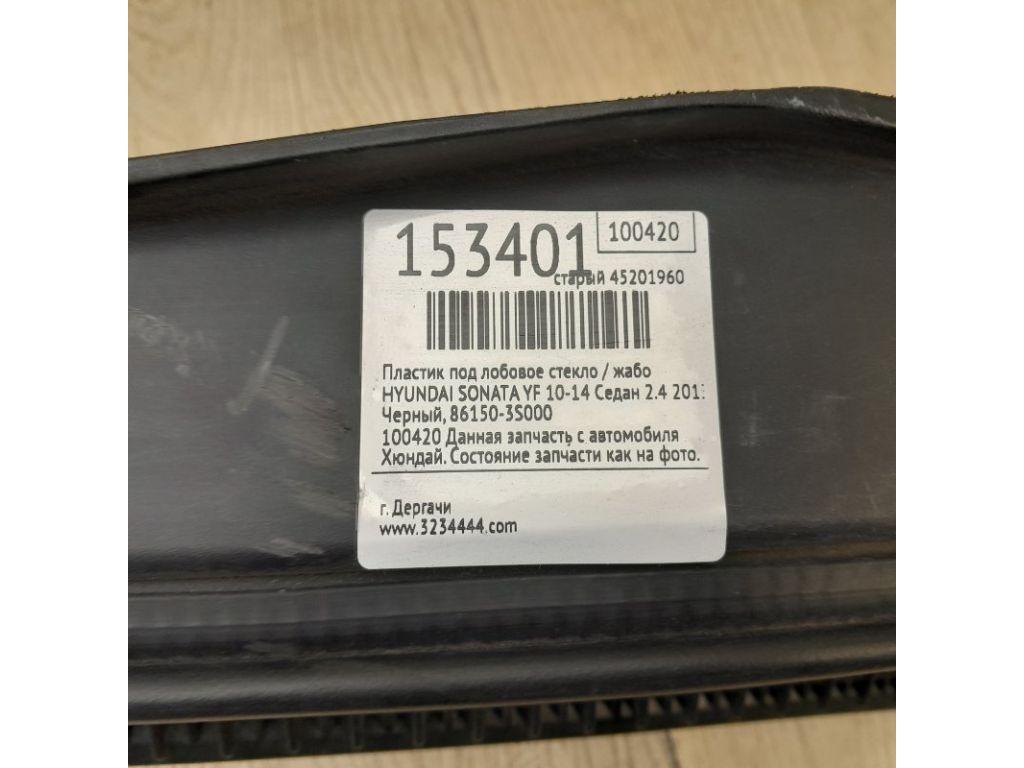 153401
100420
старый 45201960
Пластик под лобовое стекло / жабо
HYUNDAI SONATA YF 10-14 Седан 2.4
Черный, 86150-3S000
100420 Данная запчасть с автомобиля
Хюндай. Состояние запчасти как на фото.
г. Дергачи
www.3234444.com